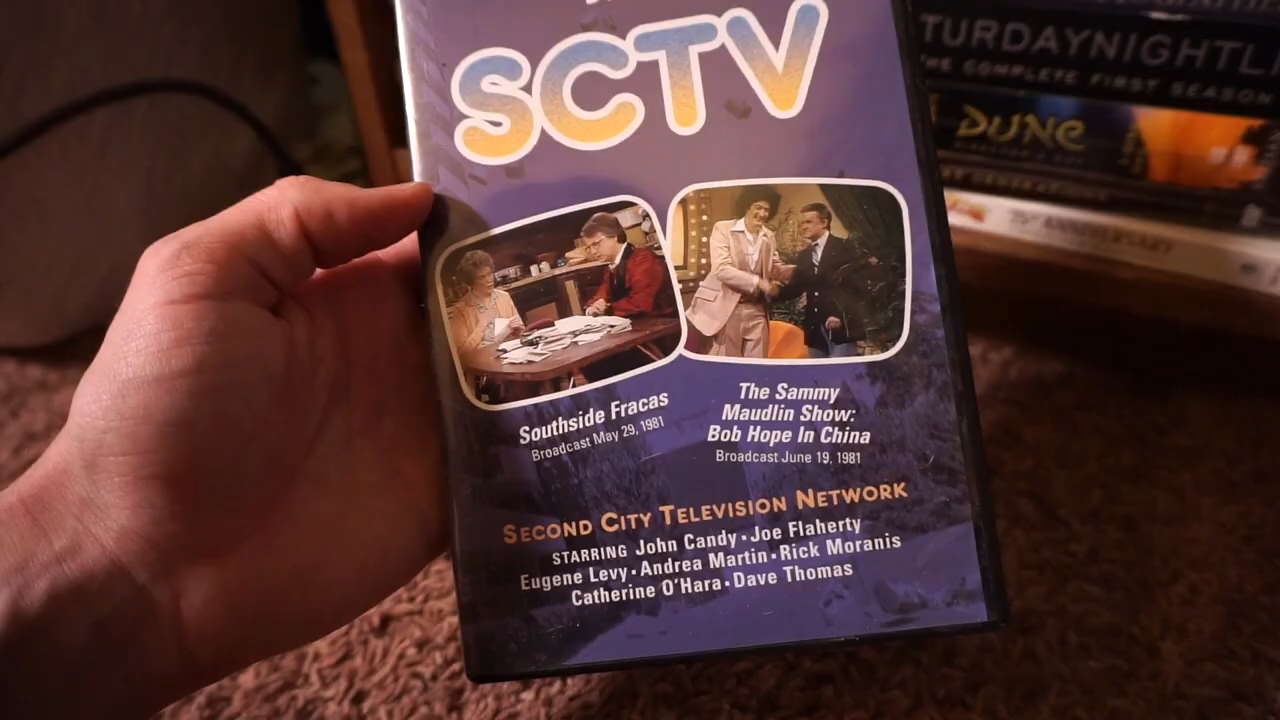 SCTV
Southside Fracas
Broadcast May 29, 1981
The Sammy
Maudlin Show:
Bob Hope In China
Broadcast June 19, 1981
SECOND CITY TELEVISION NETWORK
STARRING John Candy • Joe Flaherty
Eugene Levy • Andrea Martin • Rick Moranis
Catherine O'Hara • Dave Thomas
TURDAYNIGHTL
THE COMPLETE FIRST SEASON
DUNE
ANNIVERSARY